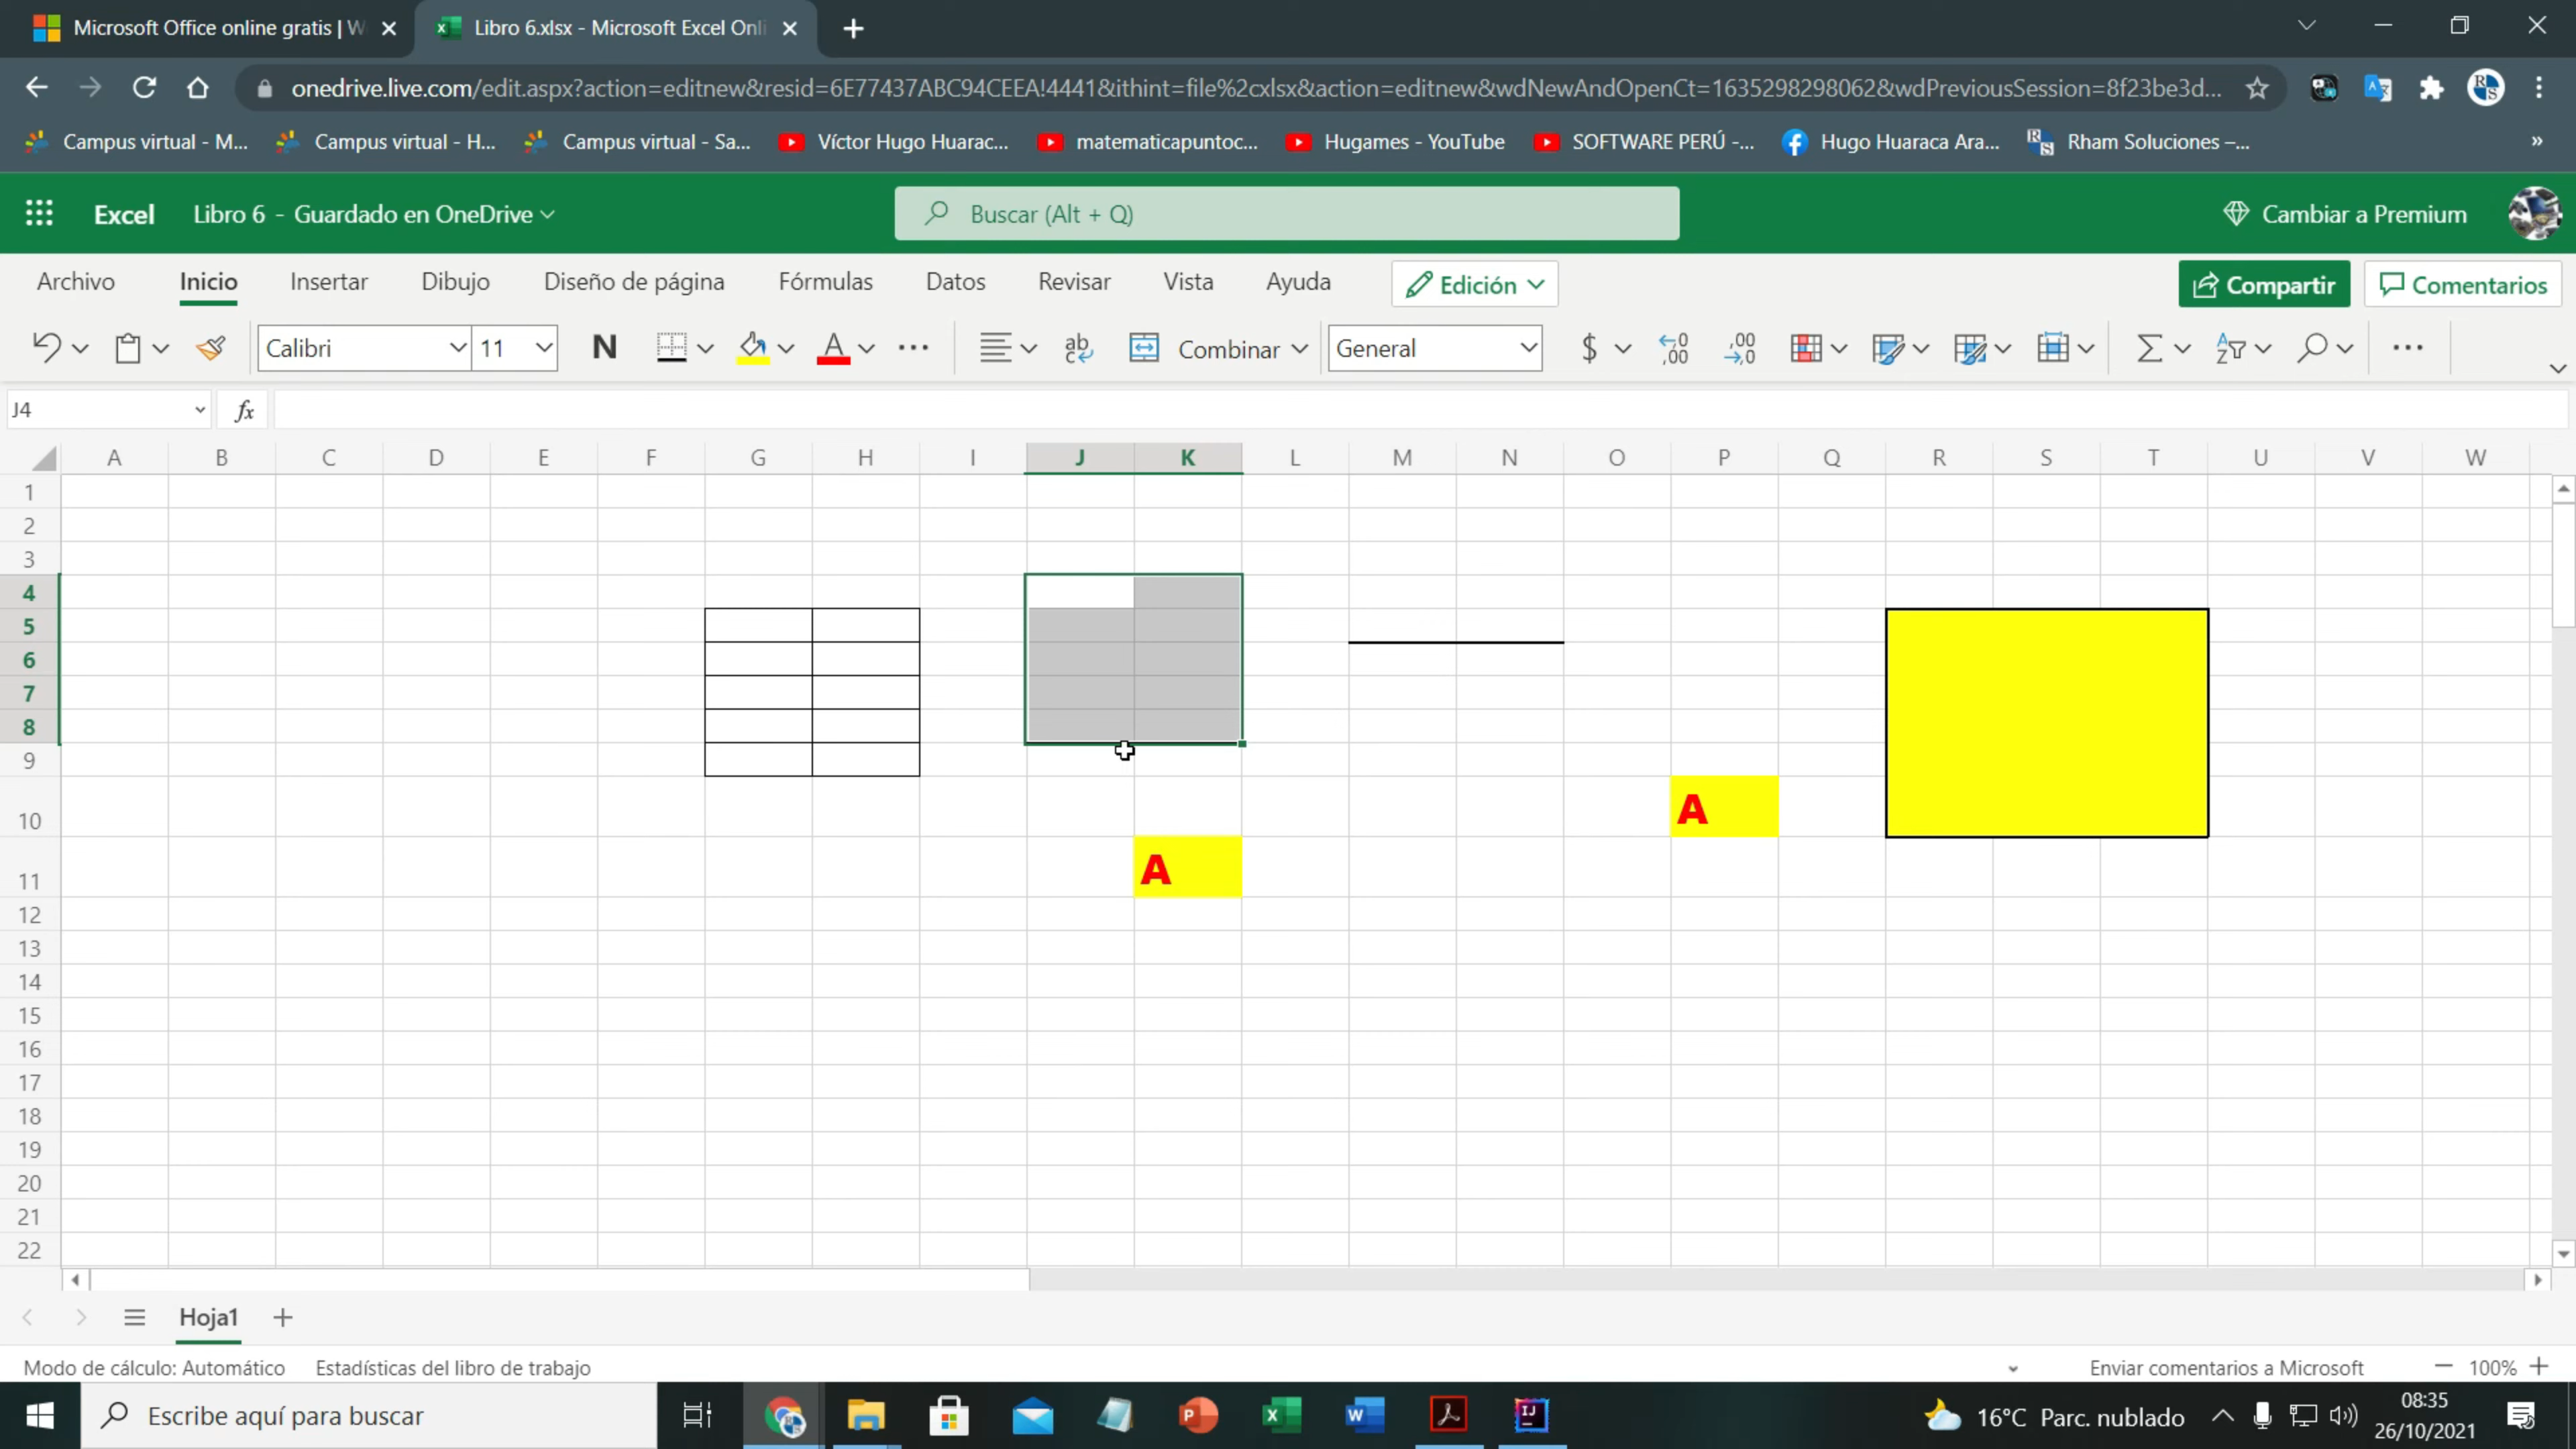 Microsoft Office online gratis | W
Libro 6.xlsx - Microsoft Excel Onli
onedrive.live.com/edit.aspx?action=editnew&resid=6E77437ABC94CEEA!4441&ithint=file%2cxlsx&action=editnew&wdNewAndOpenCt=1635298298062&wdPreviousSession=8f23be3d...
Campus virtual - M... Campus virtual - H... Campus virtual - Sa... Víctor Hugo Huarac... matematicapuntoc... Hugames - YouTube SOFTWARE PERÚ -... Hugo Huaraca Ara... Rham Soluciones –... »
Excel Libro 6 - Guardado en OneDrive Buscar (Alt + Q) Cambiar a Premium
Archivo Inicio Insertar Dibujo Diseño de página Fórmulas Datos Revisar Vista Ayuda Edición Compartir Comentarios
Calibri 11 N A ... ab c Combinar General $ ←0 ,00 ,00 →,0 Σ AZ ...
J4 fx
A B C D E F G H I J K L M N O P Q R S T U V W
1
2
3
4
5
6
7
8
9
10 A
11 A
12
13
14
15
16
17
18
19
20
21
22
Hoja1 +
Modo de cálculo: Automático Estadísticas del libro de trabajo Enviar comentarios a Microsoft − 100% +
Escribe aquí para buscar 16°C Parc. nublado 08:35
26/10/2021